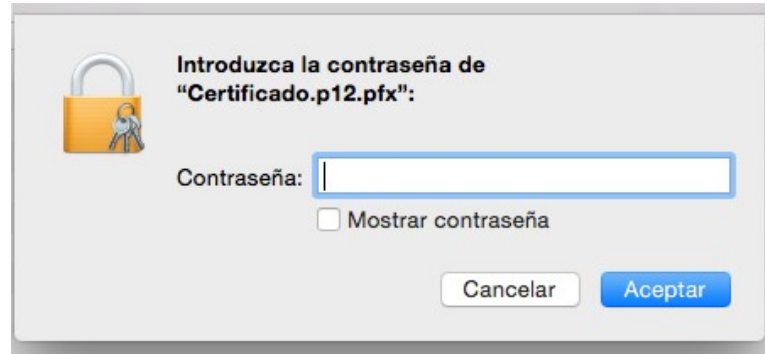 Introduzca la contraseña de
“Certificado.p12.pfx”:
Contraseña:
Mostrar contraseña
Cancelar
Aceptar